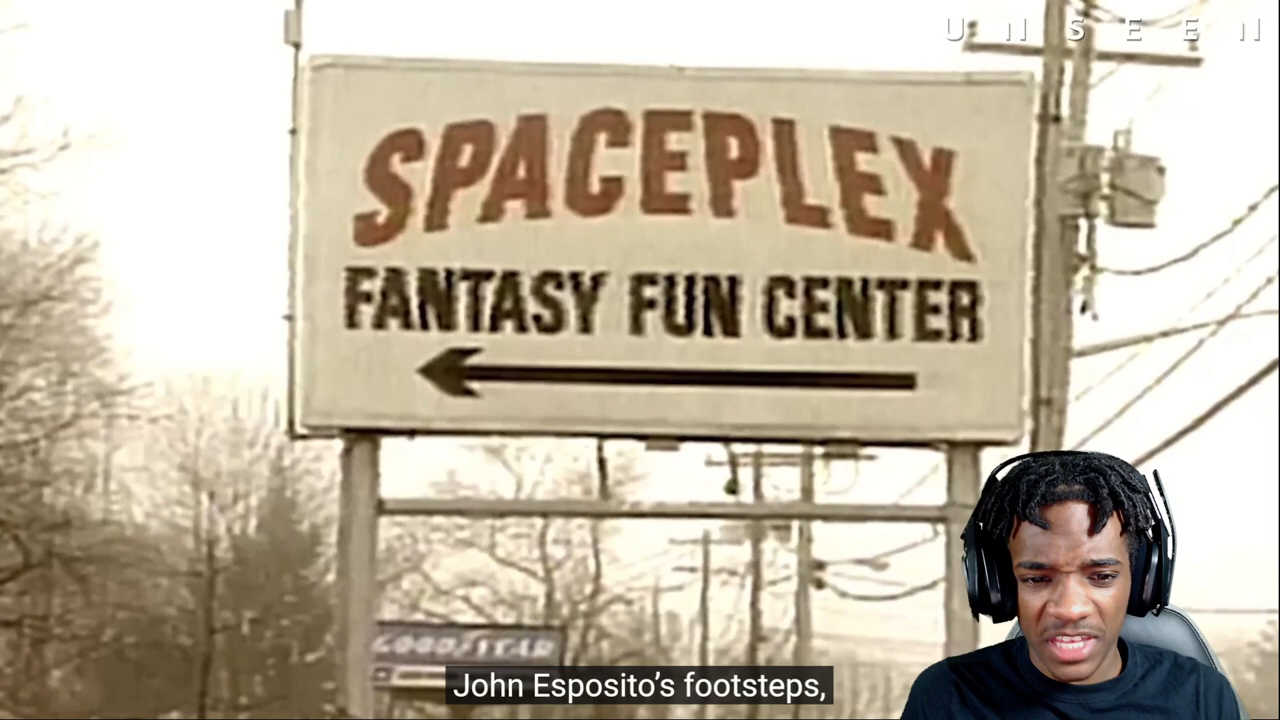 UNSEEN
SPACEPLEX
FANTASY FUN CENTER
GOODYEAR
John Esposito’s footsteps,